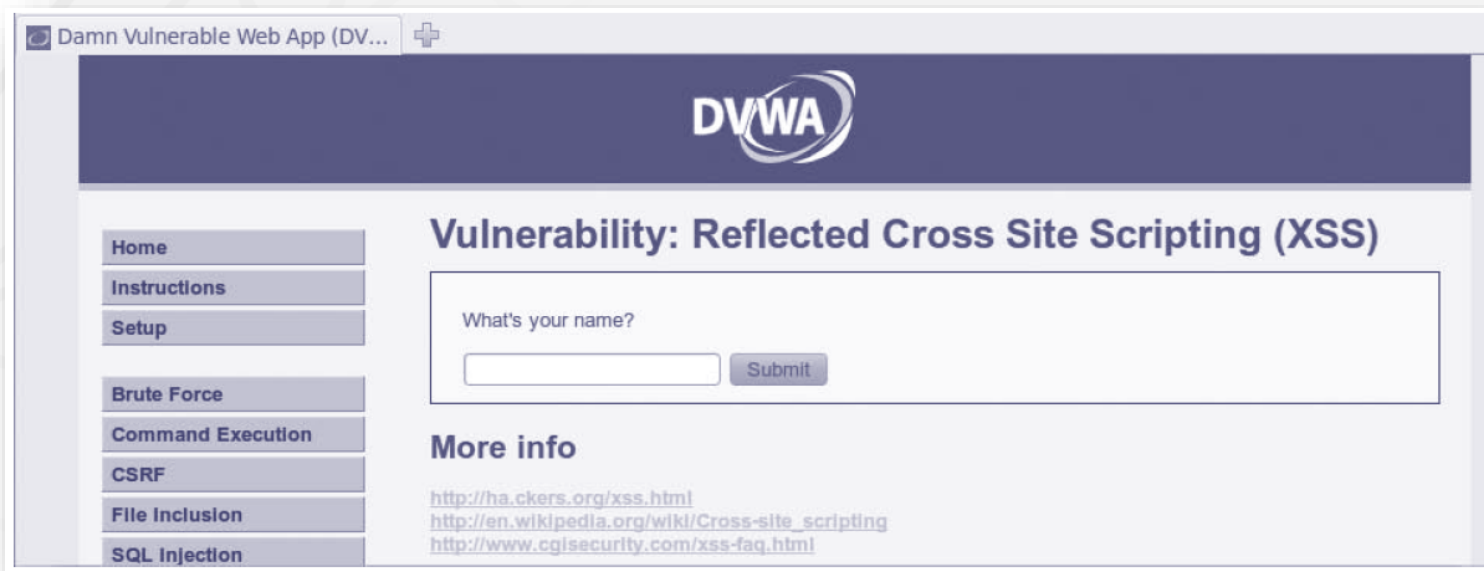 Damn Vulnerable Web App (DV...
DVWA
Home
Instructions
Setup
Brute Force
Command Execution
CSRF
File Inclusion
SQL Injection
Vulnerability: Reflected Cross Site Scripting (XSS)
What's your name?
Submit
More info
http://ha.ckers.org/xss.html
http://en.wikipedia.org/wiki/Cross-site_scripting
http://www.cgisecurity.com/xss-faq.html